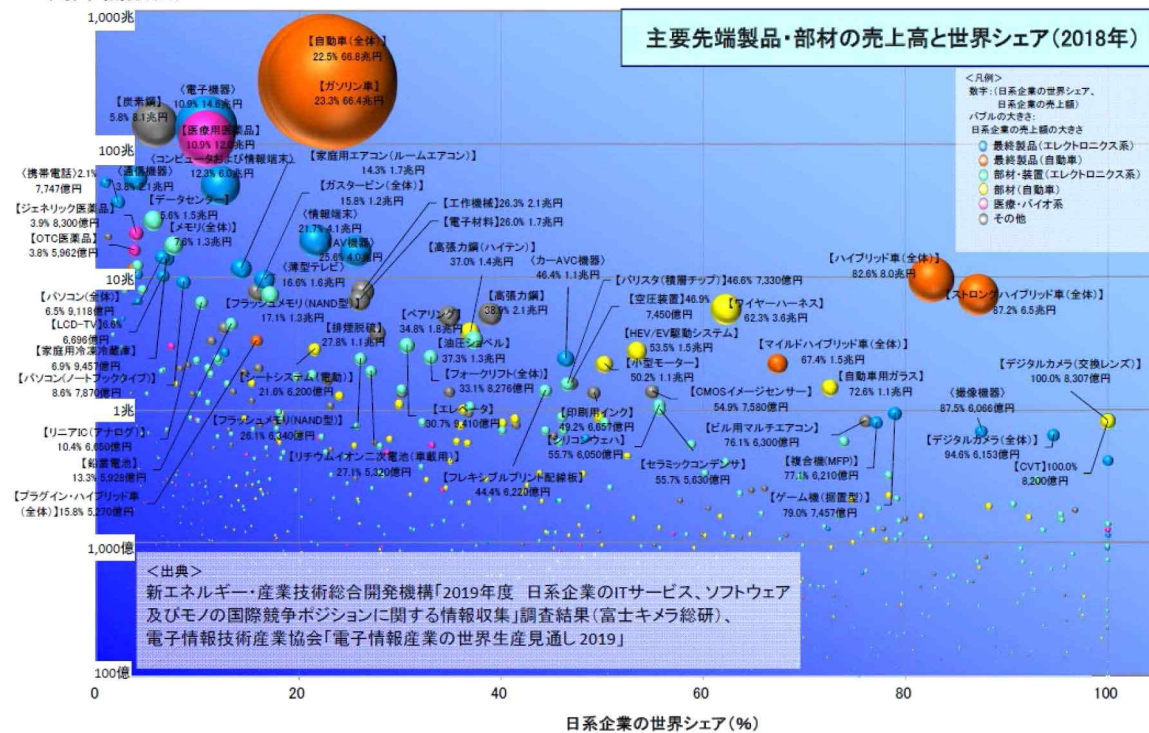 1,000兆
100兆
10兆
1兆
1,000億
100億
0
20
40
60
80
100
日系企業の世界シェア(%)
主要先端製品・部材の売上高と世界シェア(2018年)
<凡例>
数字:(日系企業の世界シェア、
日系企業の売上額)
バブルの大きさ:
日系企業の売上額の大きさ
最終製品(エレクトロニクス系)
最終製品(自動車)
部材・装置(エレクトロニクス系)
部材(自動車)
医療・バイオ系
その他
【自動車(全体)】
22.5% 66.8兆円
【ガソリン車】
23.3% 66.4兆円
【炭素鋼】
5.8% 8.1兆円
〈電子機器〉
10.9% 14.6兆円
【医療用医薬品】
10.9% 12.0兆円
〈コンピュータおよび情報端末〉
12.3% 6.0兆円
〈携帯電話〉2.1%
7,747億円
〈通信機器〉
3.8% 2.1兆円
【ジェネリック医薬品】
3.9% 8,300億円
【OTC医薬品】
3.8% 5,962億円
【データセンター】
5.6% 1.5兆円
【メモリ(全体)】
7.6% 1.3兆円
【家庭用エアコン(ルームエアコン)】
14.3% 1.7兆円
【ガスタービン(全体)】
15.8% 1.2兆円
〈情報端末〉
21.7% 4.1兆円
〈AV機器〉
25.6% 4.0兆円
【工作機械】26.3% 2.1兆円
【電子材料】26.0% 1.7兆円
〈薄型テレビ〉
16.6% 1.6兆円
【フラッシュメモリ(NAND型)】
17.1% 1.3兆円
【高張力鋼(ハイテン)】
37.0% 1.4兆円
〈カーAVC機器〉
46.4% 1.1兆円
【バリスタ(積層チップ)】46.6% 7,330億円
【空圧装置】46.9%
7,450億円
【ハイブリッド車(全体)】
82.6% 8.0兆円
【ストロングハイブリッド車(全体)】
87.2% 6.5兆円
【ワイヤーハーネス】
62.3% 3.6兆円
【高張力鋼】
38.9% 2.1兆円
【ベアリング】
34.8% 1.8兆円
【排煙脱硫】
27.8% 1.1兆円
【油圧ショベル】
37.3% 1.3兆円
【HEV/EV駆動システム】
53.5% 1.5兆円
【マイルドハイブリッド車(全体)】
67.4% 1.5兆円
【パソコン(全体)】
6.5% 9,118億円
【LCD-TV】6.6%
6,696億円
【家庭用冷凍冷蔵庫】
6.9% 9,457億円
【パソコン(ノートブックタイプ)】
8.6% 7,870億円
【シートシステム(電動)】
21.6% 6,200億円
【フォークリフト(全体)】
33.1% 8,276億円
【小型モーター】
50.2% 1.1兆円
【自動車用ガラス】
72.6% 1.1兆円
【デジタルカメラ(交換レンズ)】
100.0% 8,307億円
〈撮像機器〉
87.5% 6,066億円
【CMOSイメージセンサー】
54.9% 7,580億円
【エレベータ】
30.7% 9,410億円
【印刷用インク】
49.2% 6,657億円
【フラッシュメモリ(NAND型)】
26.1% 6,340億円
【リニアIC(アナログ)】
10.4% 6,650億円
【鉛蓄電池】
13.3% 5,928億円
【プラグイン・ハイブリッド車
(全体)】15.8% 5,270億円
【リチウムイオン二次電池(車載用)】
27.1% 5,320億円
【フレキシブルプリント配線板】
44.4% 6,220億円
【シリコンウェハ】
55.7% 6,050億円
【セラミックコンデンサ】
55.7% 5,630億円
【ビル用マルチエアコン】
76.1% 6,300億円
【複合機(MFP)】
77.1% 6,210億円
【ゲーム機(据置型)】
79.0% 7,457億円
【デジタルカメラ(全体)】
94.6% 6,153億円
【CVT】100.0%
8,200億円
<出典>
新エネルギー・産業技術総合開発機構「2019年度 日系企業のITサービス、ソフトウェア
及びモノの国際競争ポジションに関する情報収集」調査結果(富士キメラ総研)、
電子情報技術産業協会「電子情報産業の世界生産見通し2019」